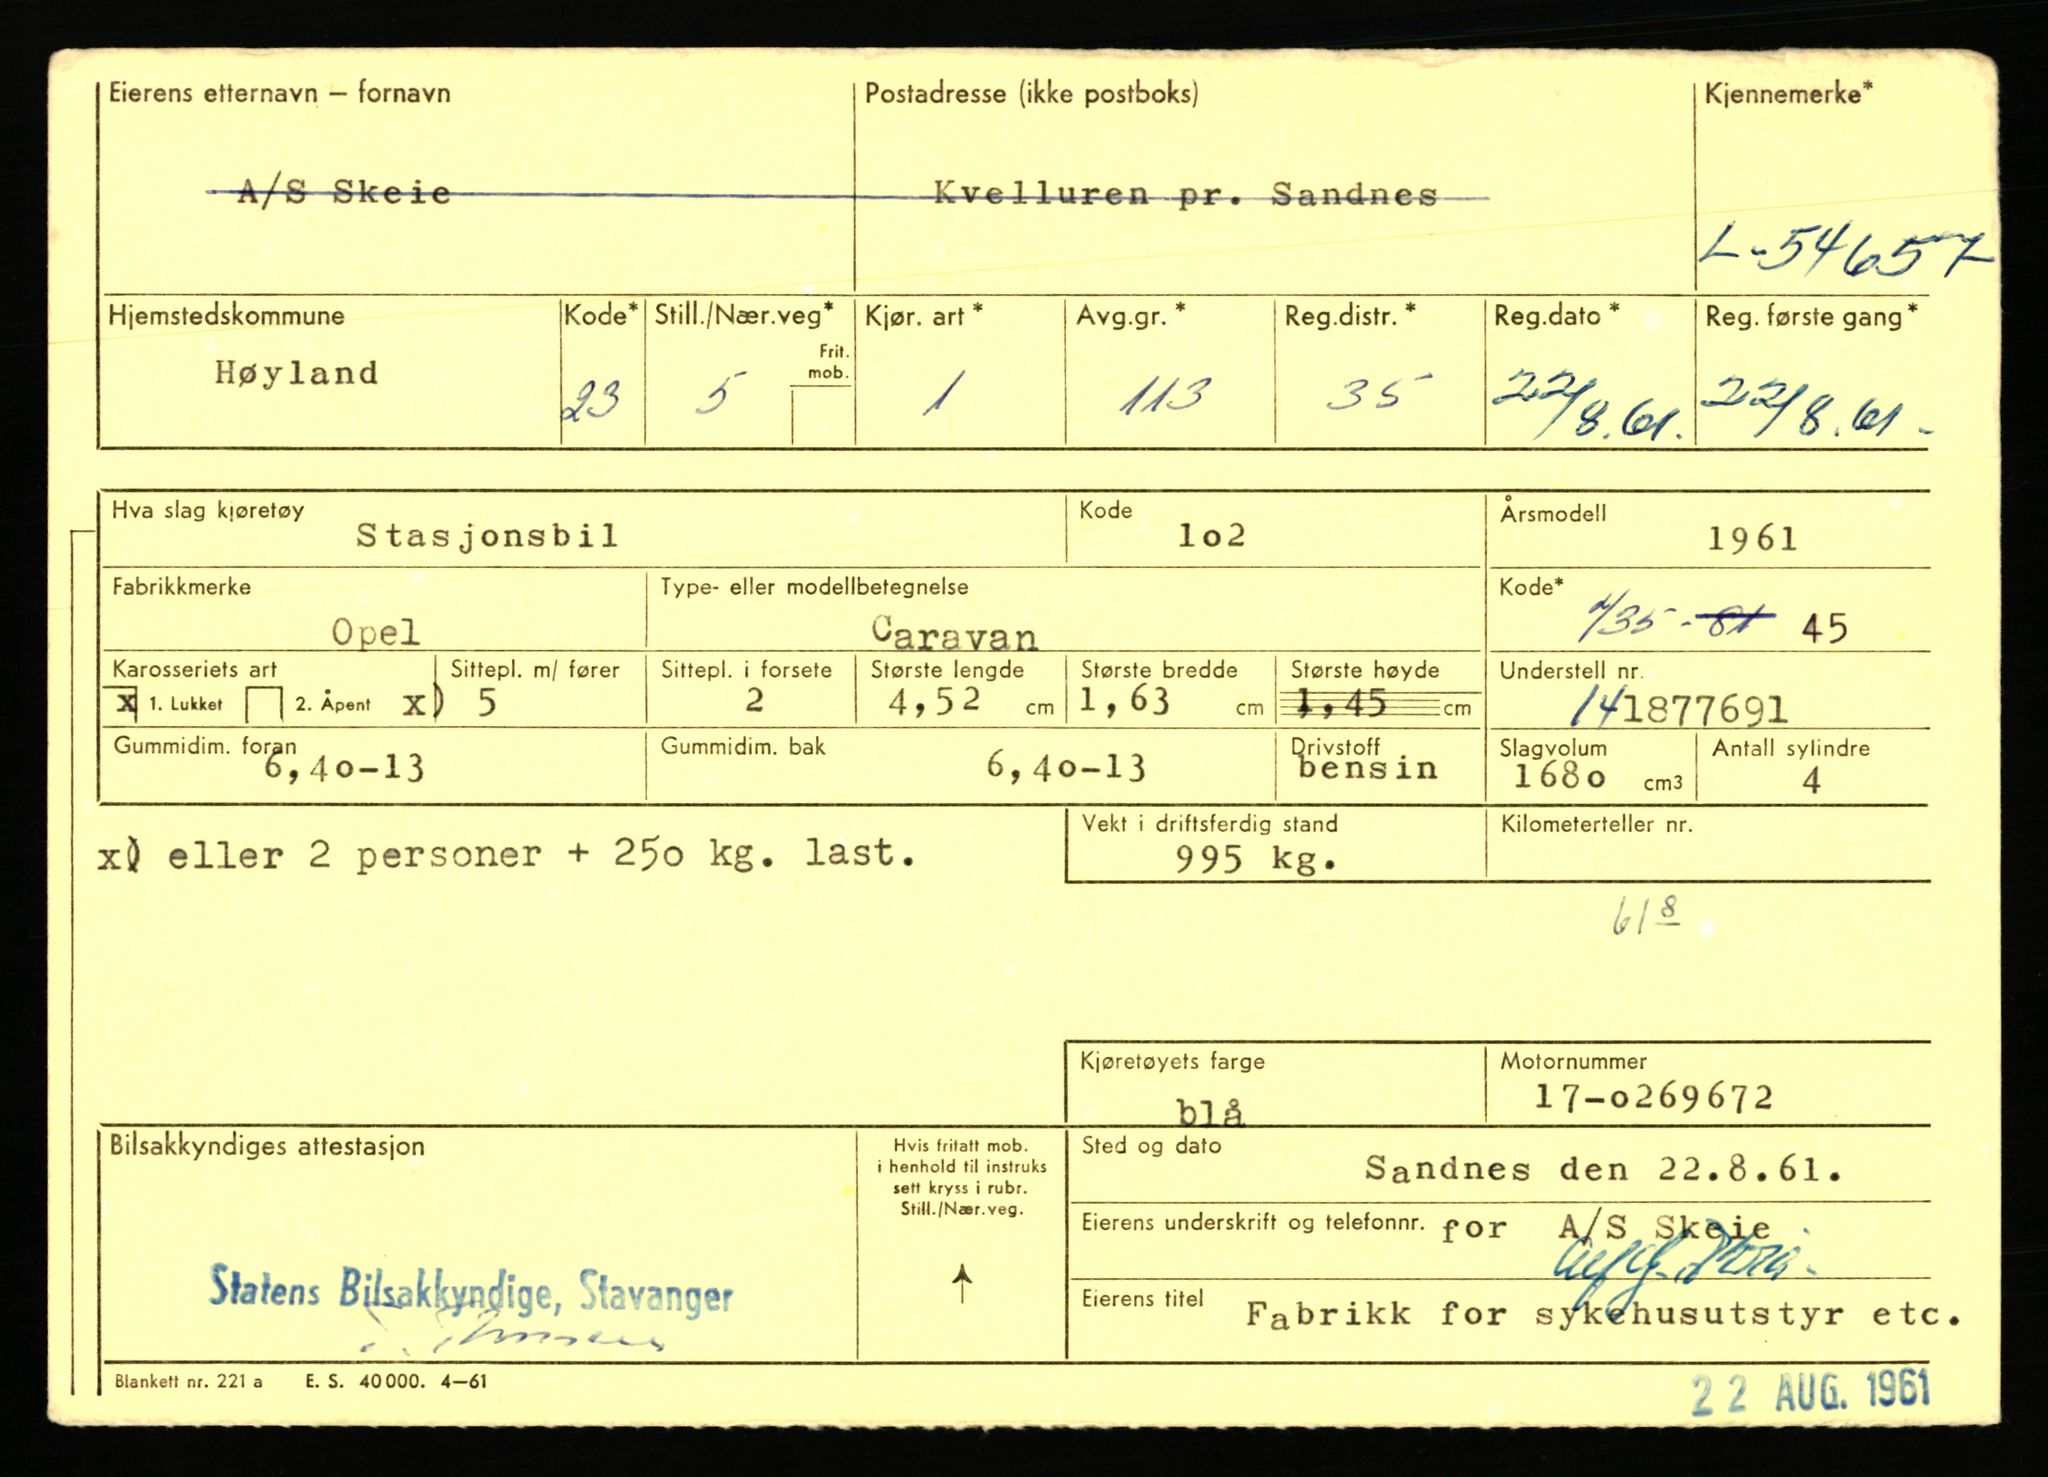 Eierens etternavn – fornavn
A/S Skeie
Postadresse (ikke postboks)
Kvelluren pr. Sandnes
Kjennemerke*
L-54657
Hjemstedskommune
Høyland
Kode*
23
Still./Nær.veg*
Frit.
mob.
5
Kjør. art *
1
Avg.gr. *
113
Reg.distr. *
35
Reg.dato *
22/8.61.
Reg. første gang *
22/8.61-
Hva slag kjøretøy
Stasjonsbil
Kode
lo2
Årsmodell
1961
Fabrikkmerke
Opel
Type- eller modellbetegnelse
Caravan
Kode*
435 - 81 45
Karosseriets art
x 1. Lukket 2. Åpent x)
Sittepl. m/ fører
5
Sittepl. i forsete
2
Største lengde
4,52 cm
Største bredde
1,63 cm
Største høyde
1,45 cm
Understell nr.
141877691
Gummidim. foran
6,4o-13
Gummidim. bak
6,4o-13
Drivstoff
bensin
Slagvolum
168o cm3
Antall sylindre
4
x) eller 2 personer + 25o kg. last.
Vekt i driftsferdig stand
995 kg.
Kilometerteller nr.
61 8
Kjøretøyets farge
blå
Motornummer
17-o269672
Bilsakkyndiges attestasjon
Statens Bilsakkyndige, Stavanger
Hvis fritatt mob.
i henhold til instruks
sett kryss i rubr.
Still./Nær.veg.
Sted og dato
Sandnes den 22.8.61.
Eierens underskrift og telefonnr. for A/S Skeie
Eierens titel Fabrikk for sykehusutstyr etc.
Blankett nr. 221 a E. S. 40 000. 4–61
22 AUG. 1961